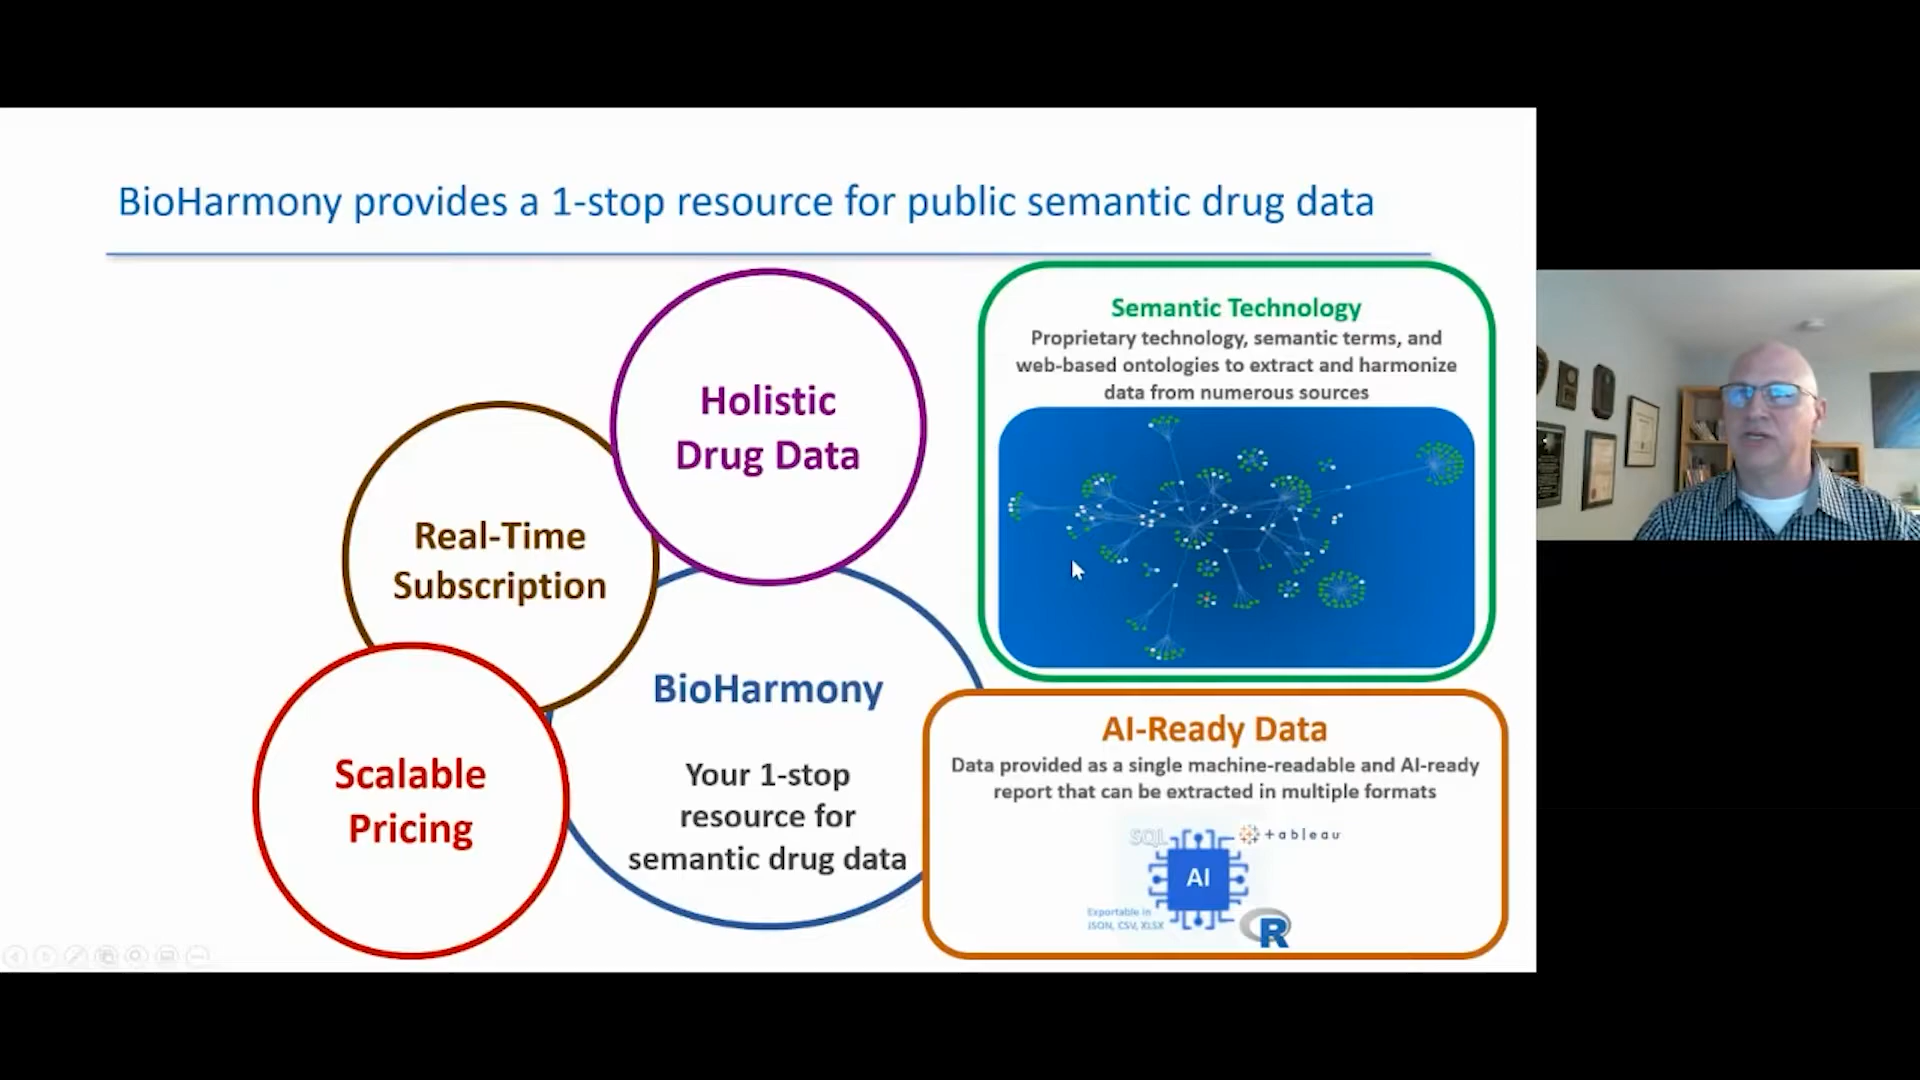 BioHarmony provides a 1-stop resource for public semantic drug data
Holistic
Drug Data
Real-Time
Subscription
Scalable
Pricing
BioHarmony
Your 1-stop
resource for
semantic drug data
Semantic Technology
Proprietary technology, semantic terms, and
web-based ontologies to extract and harmonize
data from numerous sources
AI-Ready Data
Data provided as a single machine-readable and AI-ready
report that can be extracted in multiple formats
SQL
+ableau
AI
Exportable in
JSON, CSV, XLSX
R